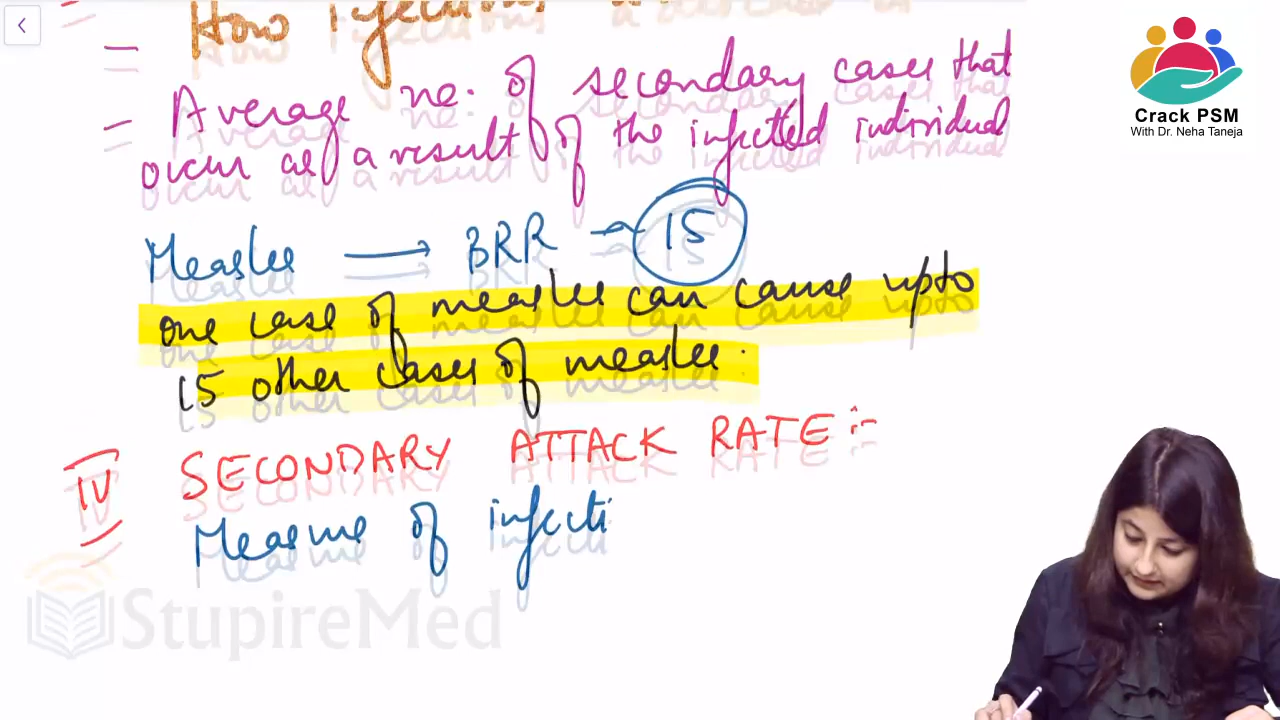 How infectious
= Average no. of secondary cases that
occur as a result of the infected individual
Measles → BRR → 15
one case of measles can cause upto
15 other cases of measles.
IV SECONDARY ATTACK RATE :-
Measure of infecti
Crack PSM
With Dr. Neha Taneja
StupireMed